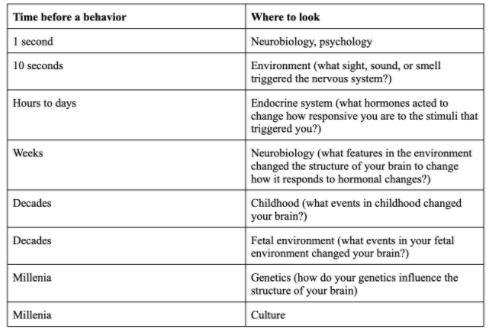 Time before a behavior
Where to look
1 second
Neurobiology, psychology
10 seconds
Environment (what sight, sound, or smell
triggered the nervous system?)
Hours to days
Endocrine system (what hormones acted to
change how responsive you are to the stimuli that
triggered you?)
Weeks
Neurobiology (what features in the environment
changed the structure of your brain to change
how it responds to hormonal changes?)
Decades
Childhood (what events in childhood changed
your brain?)
Decades
Fetal environment (what events in your fetal
environment changed your brain?)
Millenia
Genetics (how do your genetics influence the
structure of your brain)
Millenia
Culture